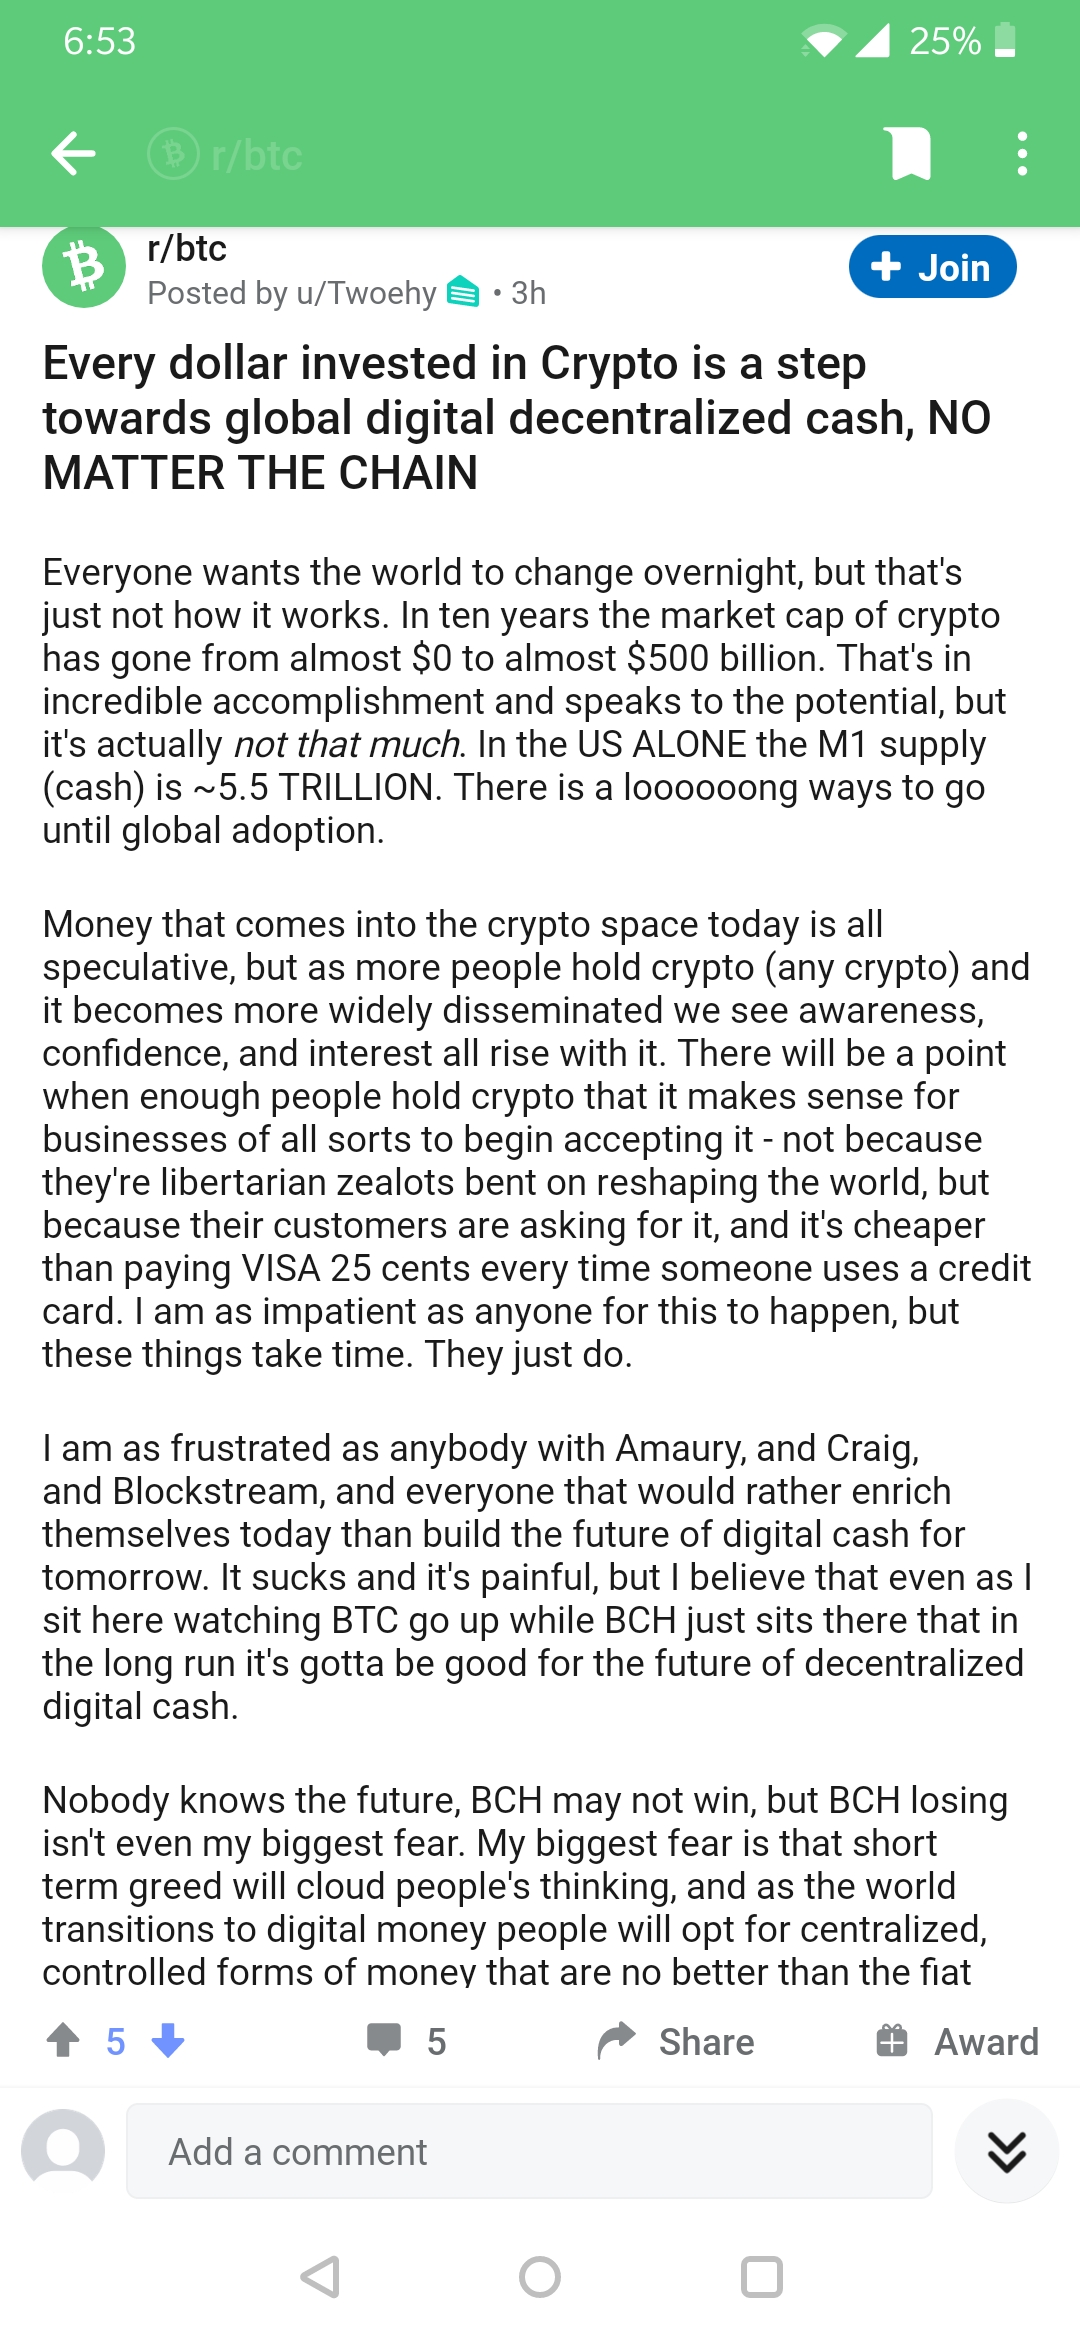 6:53
25%
r/btc
r/btc
Posted by u/Twoehy • 3h
Join
Every dollar invested in Crypto is a step
towards global digital decentralized cash, NO
MATTER THE CHAIN
Everyone wants the world to change overnight, but that's
just not how it works. In ten years the market cap of crypto
has gone from almost $0 to almost $500 billion. That's in
incredible accomplishment and speaks to the potential, but
it's actually not that much. In the US ALONE the M1 supply
(cash) is ~5.5 TRILLION. There is a loooooong ways to go
until global adoption.
Money that comes into the crypto space today is all
speculative, but as more people hold crypto (any crypto) and
it becomes more widely disseminated we see awareness,
confidence, and interest all rise with it. There will be a point
when enough people hold crypto that it makes sense for
businesses of all sorts to begin accepting it - not because
they're libertarian zealots bent on reshaping the world, but
because their customers are asking for it, and it's cheaper
than paying VISA 25 cents every time someone uses a credit
card. I am as impatient as anyone for this to happen, but
these things take time. They just do.
I am as frustrated as anybody with Amaury, and Craig,
and Blockstream, and everyone that would rather enrich
themselves today than build the future of digital cash for
tomorrow. It sucks and it's painful, but I believe that even as I
sit here watching BTC go up while BCH just sits there that in
the long run it's gotta be good for the future of decentralized
digital cash.
Nobody knows the future, BCH may not win, but BCH losing
isn't even my biggest fear. My biggest fear is that short
term greed will cloud people's thinking, and as the world
transitions to digital money people will opt for centralized,
controlled forms of money that are no better than the fiat
5
5
Share
Award
Add a comment